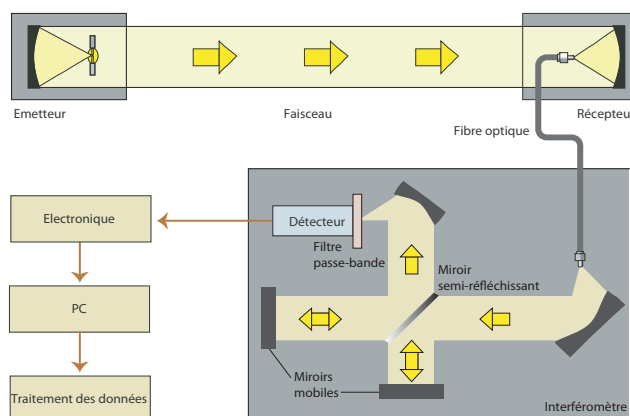 Emetteur
Faisceau
Récepteur
Fibre optique
Electronique
Détecteur
Filtre
passe-bande
Miroir
semi-réfléchissant
PC
Miroirs
mobiles
Traitement des données
Interféromètre